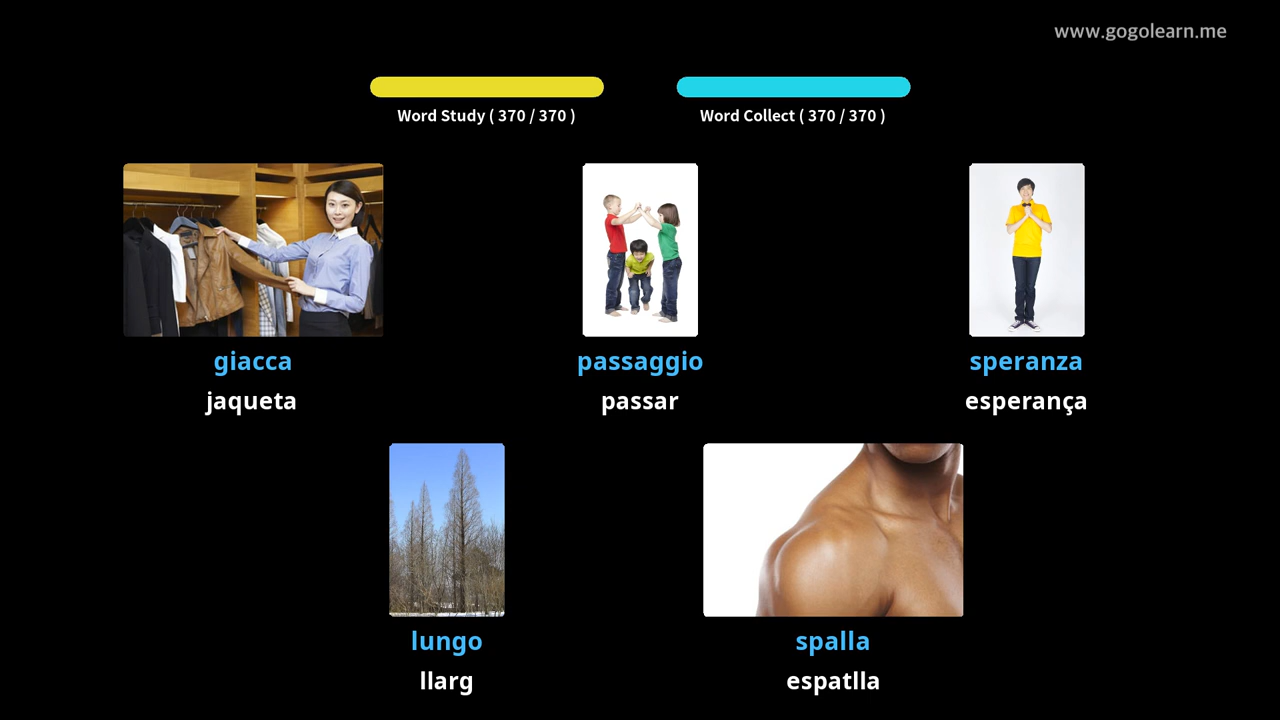 www.gogolearn.me
Word Study ( 370 / 370 )
Word Collect ( 370 / 370 )
giacca
jaqueta
passaggio
passar
speranza
esperança
lungo
llarg
spalla
espatlla